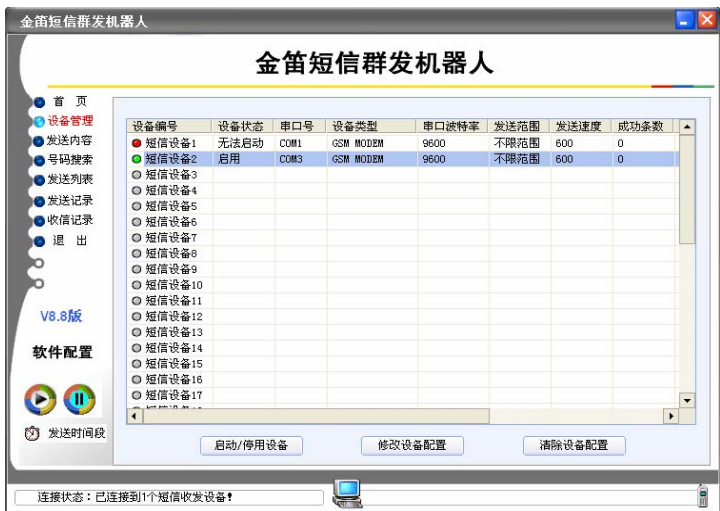 金笛短信群发机器人
金笛短信群发机器人
首 页
设备管理
发送内容
号码搜索
发送列表
发送记录
收信记录
退 出
V8.8版
软件配置
发送时间段
设备编号 设备状态 串口号 设备类型 串口波特率 发送范围 发送速度 成功条数
短信设备1 无法启动 COM1 GSM MODEM 9600 不限范围 600 0
短信设备2 启用 COM3 GSM MODEM 9600 不限范围 600 0
短信设备3
短信设备4
短信设备5
短信设备6
短信设备7
短信设备8
短信设备9
短信设备10
短信设备11
短信设备12
短信设备13
短信设备14
短信设备15
短信设备16
短信设备17
启动/停用设备 修改设备配置 清除设备配置
连接状态：已连接到1个短信收发设备!